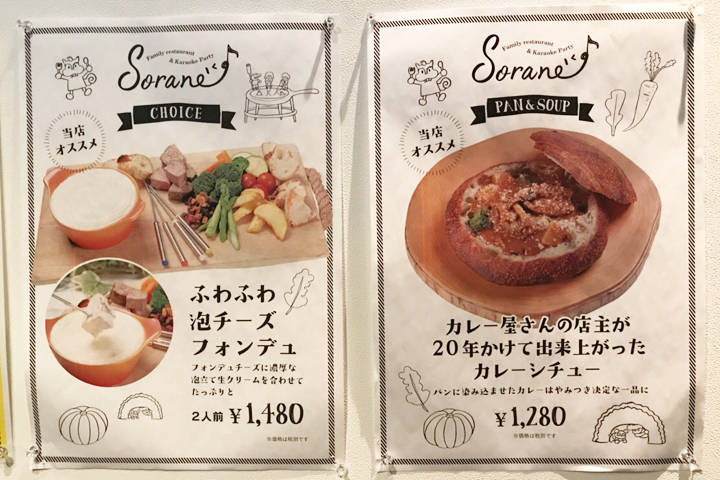 Family restaurant
& Karaoke Party
Sorane
CHOICE
当店
オススメ
ふわふわ
泡チーズ
フォンデュ
フォンデュチーズに濃厚な
泡立て生クリームを合わせて
たっぷりと
2人前 ¥1,480
※価格は税別です
Family restaurant
& Karaoke Party
Sorane
PAN & SOUP
当店
オススメ
カレー屋さんの店主が
20年かけて出来上がった
カレーシチュー
パンに染み込ませたカレーはやみつき決定な一品に
¥1,280
※価格は税別です